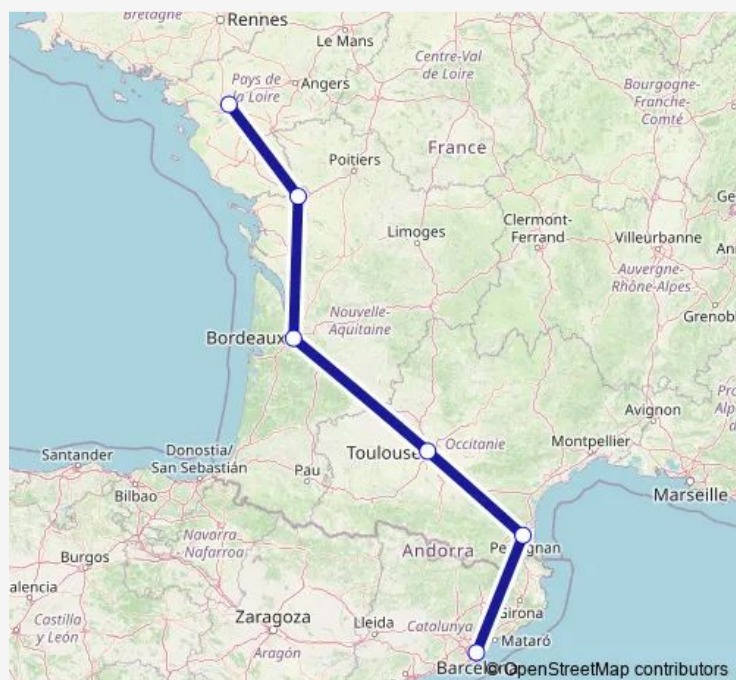 Bretagne
Rennes
Le Mans
Centre-Val
de Loire
Pays de
la Loire
Angers
Bourgogne-
Franche-
Comté
Poitiers
France
Limoges
Clermont-
Ferrand
Villeurbanne
Auvergne-
Rhône-Alpes
Nouvelle-
Aquitaine
Bordeaux
Avignon
Occitanie
Montpellier
Toulouse
Donostia/
San Sebastián
Santander
Pau
Bilbao
Marseille
Navarra
- Nafarroa
Andorra
Perpignan
Burgos
Girona
Castilla
y León
Zaragoza
Lleida
Catalunya
Mataró
Aragón
Barcelona
© OpenStreetMap contributors